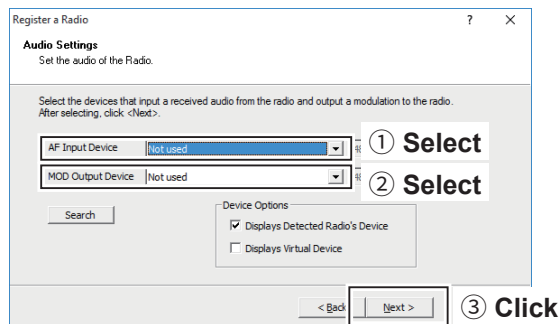 Register a Radio ? ×
Audio Settings
Set the audio of the Radio.
Select the devices that input a received audio from the radio and output a modulation to the radio.
After selecting, click <Next>.
AF Input Device Not used ① Select
MOD Output Device Not used ② Select
Search
Device Options
Displays Detected Radio's Device
Displays Virtual Device
< Back Next > ③ Click